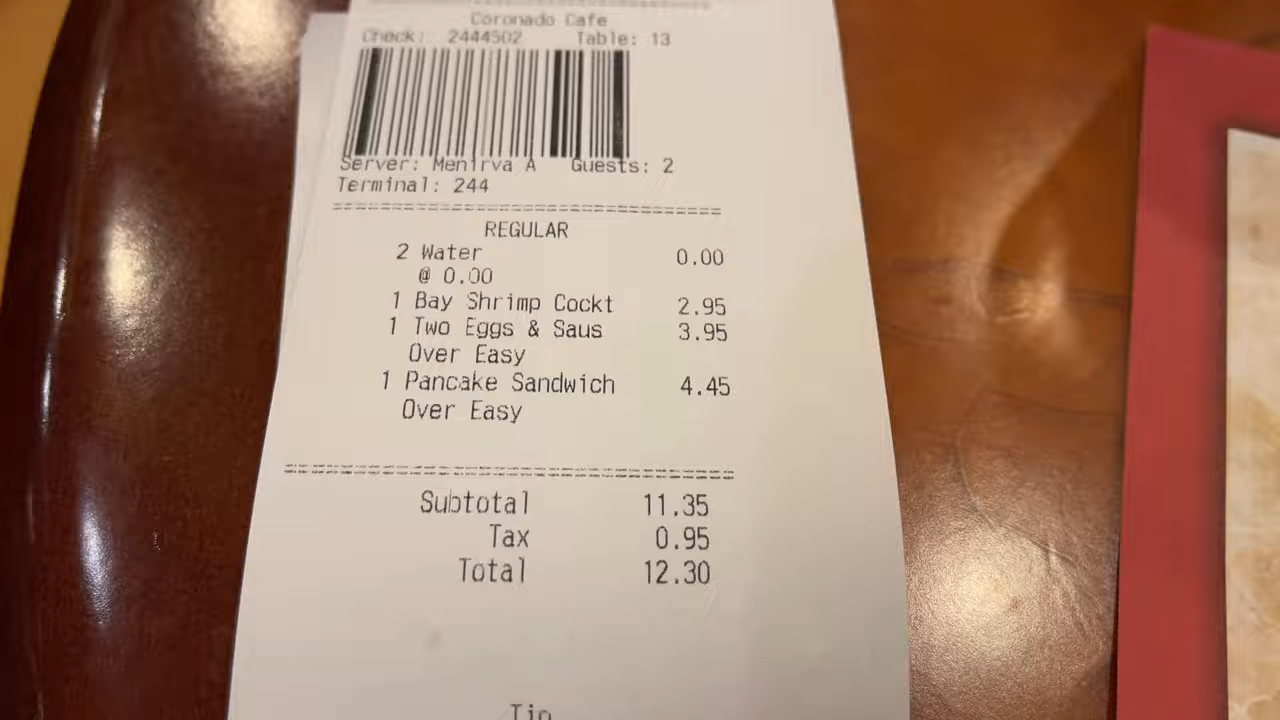 Coronado Cafe
Check: 2444502 Table: 13
Server: Menirva A Guests: 2
Terminal: 244
REGULAR
2 Water 0.00
@ 0.00
1 Bay Shrimp Cockt 2.95
1 Two Eggs & Saus 3.95
Over Easy
1 Pancake Sandwich 4.45
Over Easy
Subtotal 11.35
Tax 0.95
Total 12.30
Tip